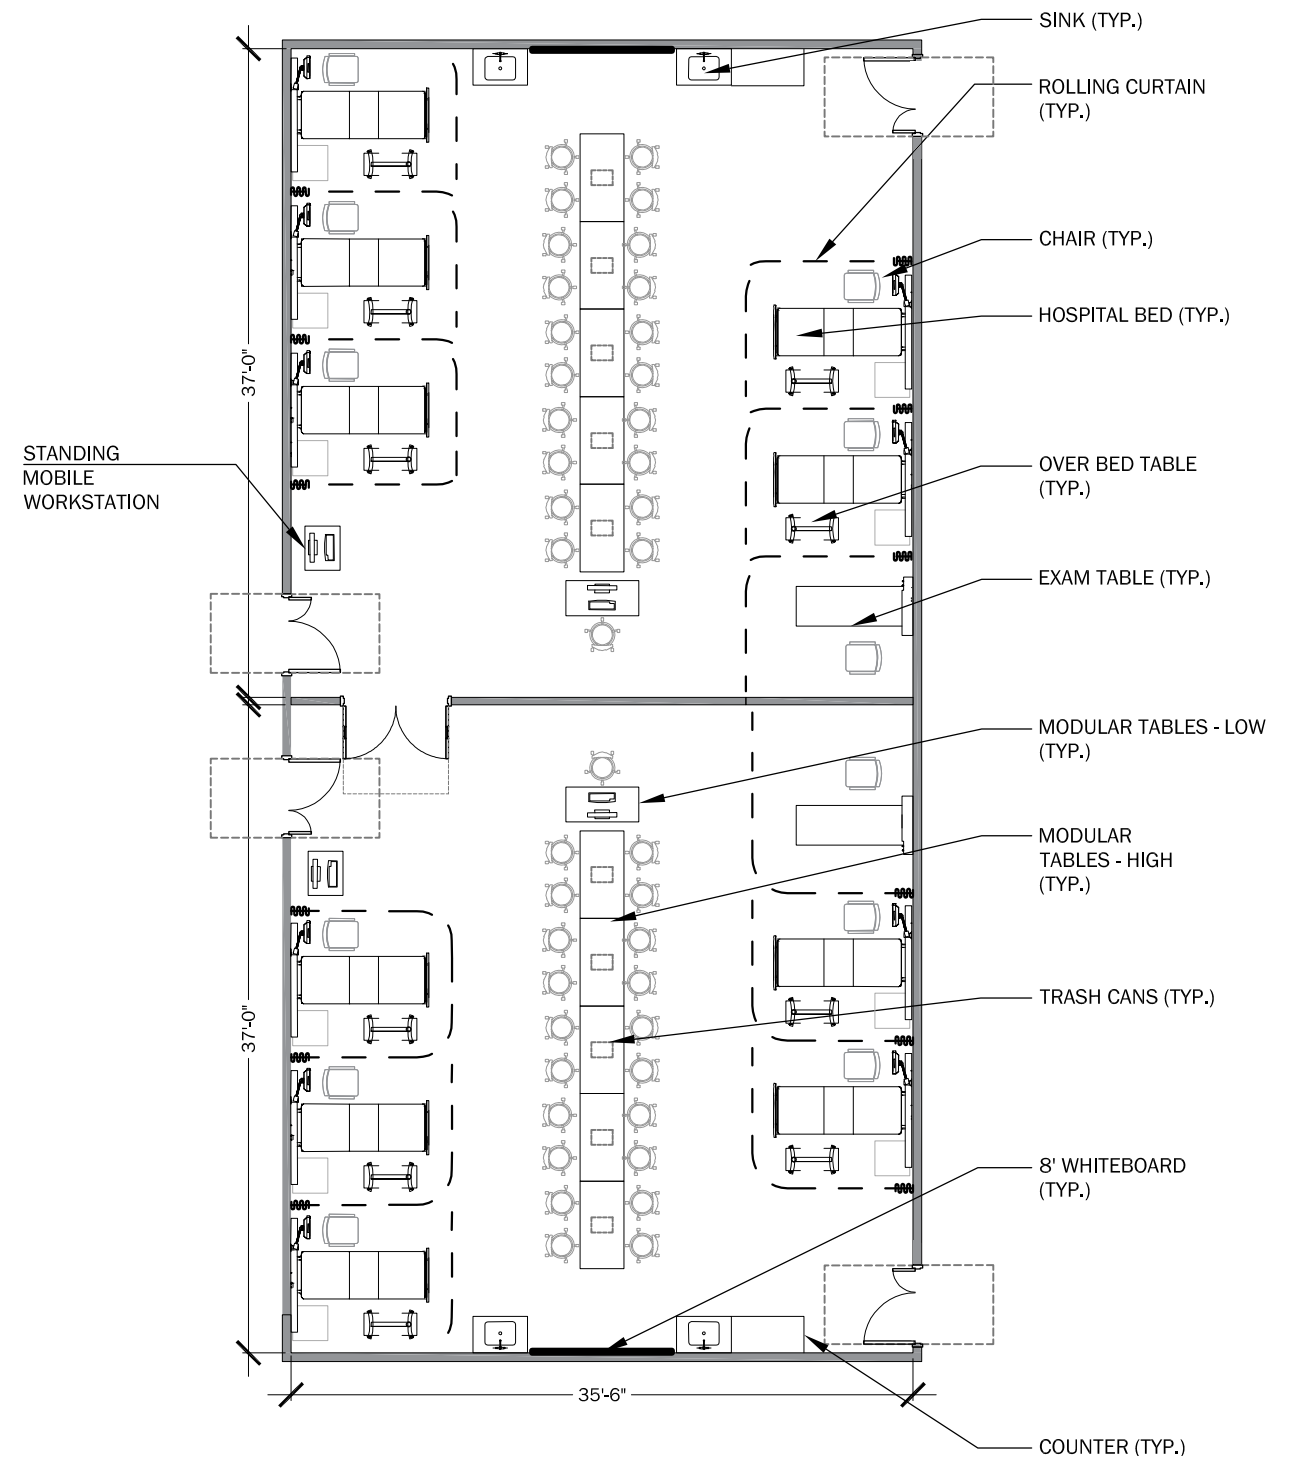 SINK (TYP.)
ROLLING CURTAIN
(TYP.)
CHAIR (TYP.)
HOSPITAL BED (TYP.)
37'-0"
STANDING
MOBILE
WORKSTATION
OVER BED TABLE
(TYP.)
EXAM TABLE (TYP.)
MODULAR TABLES - LOW
(TYP.)
MODULAR
TABLES - HIGH
(TYP.)
TRASH CANS (TYP.)
37'-0"
8' WHITEBOARD
(TYP.)
35'-6"
COUNTER (TYP.)